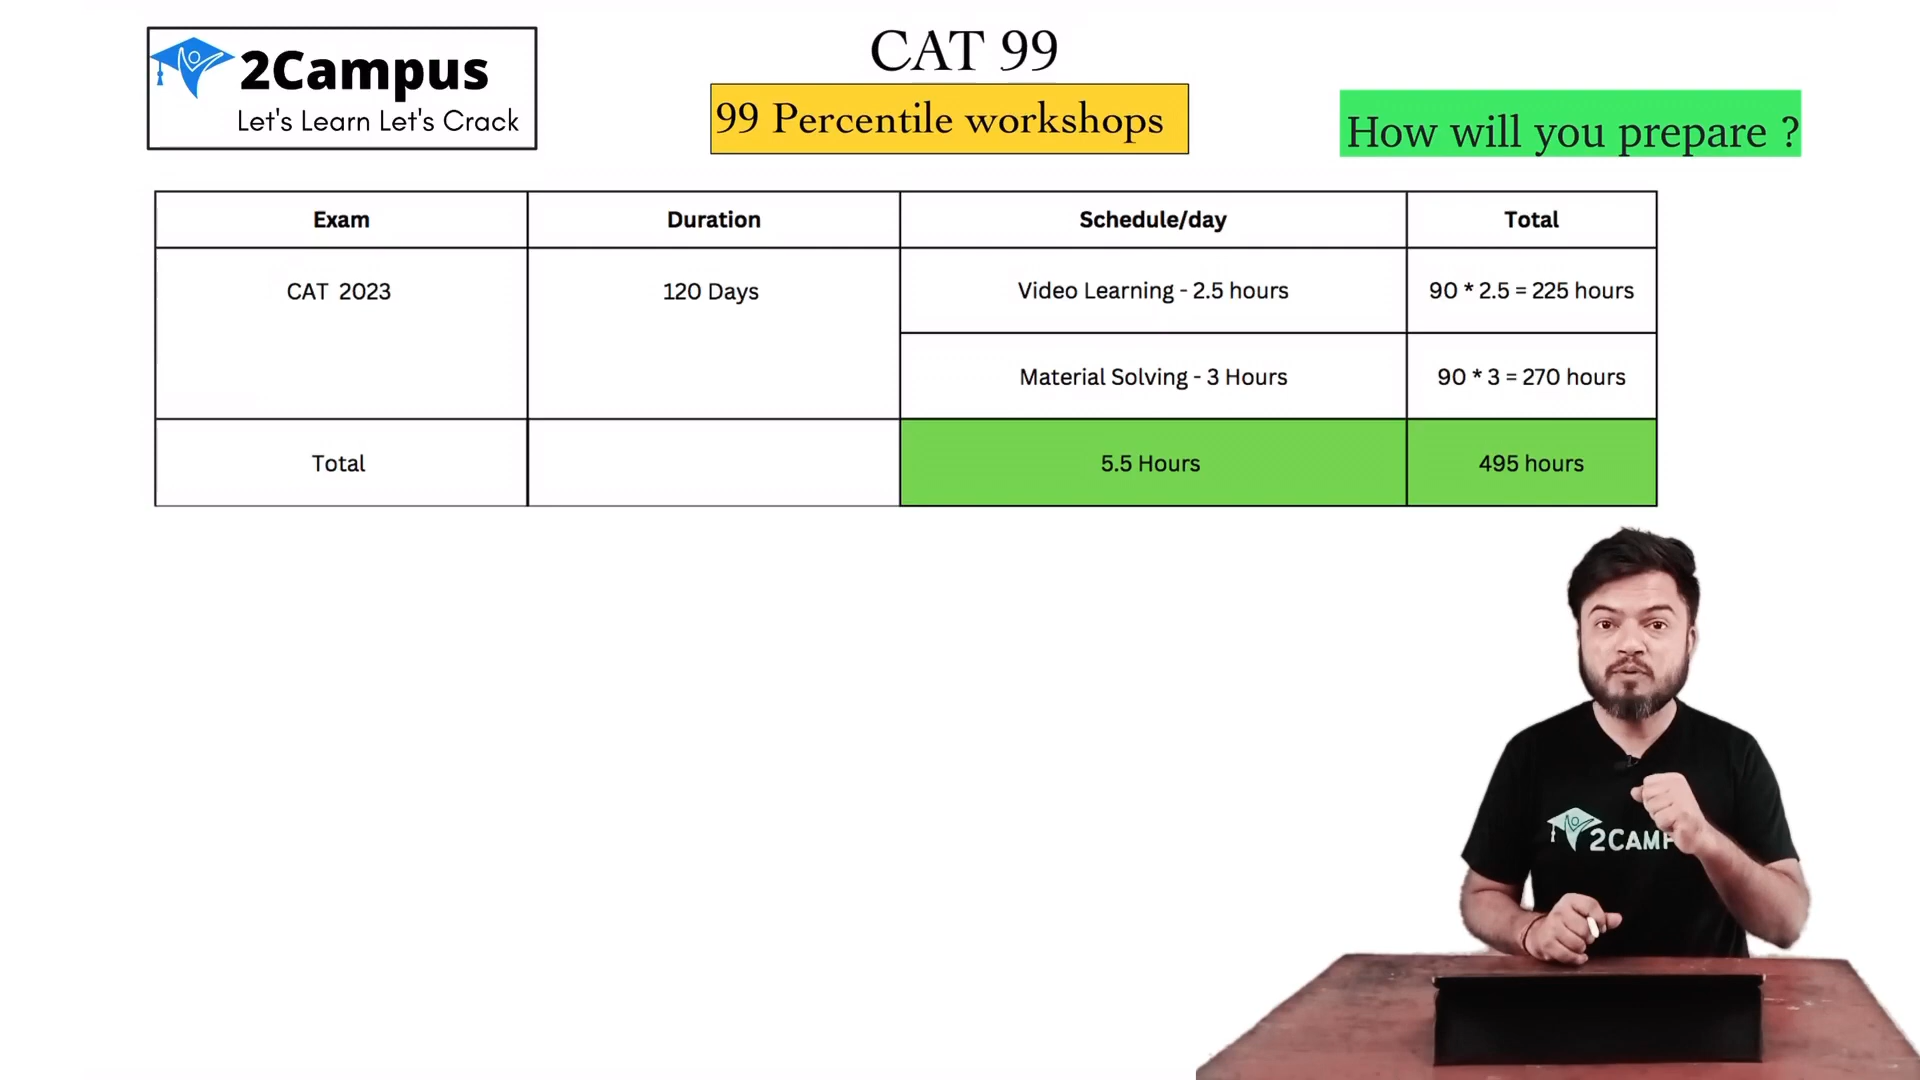 2Campus
Let's Learn Let's Crack
CAT 99
99 Percentile workshops
How will you prepare ?
Exam Duration Schedule/day Total
CAT 2023 120 Days Video Learning - 2.5 hours 90 * 2.5 = 225 hours
Material Solving - 3 Hours 90 * 3 = 270 hours
Total 5.5 Hours 495 hours
2CAMP